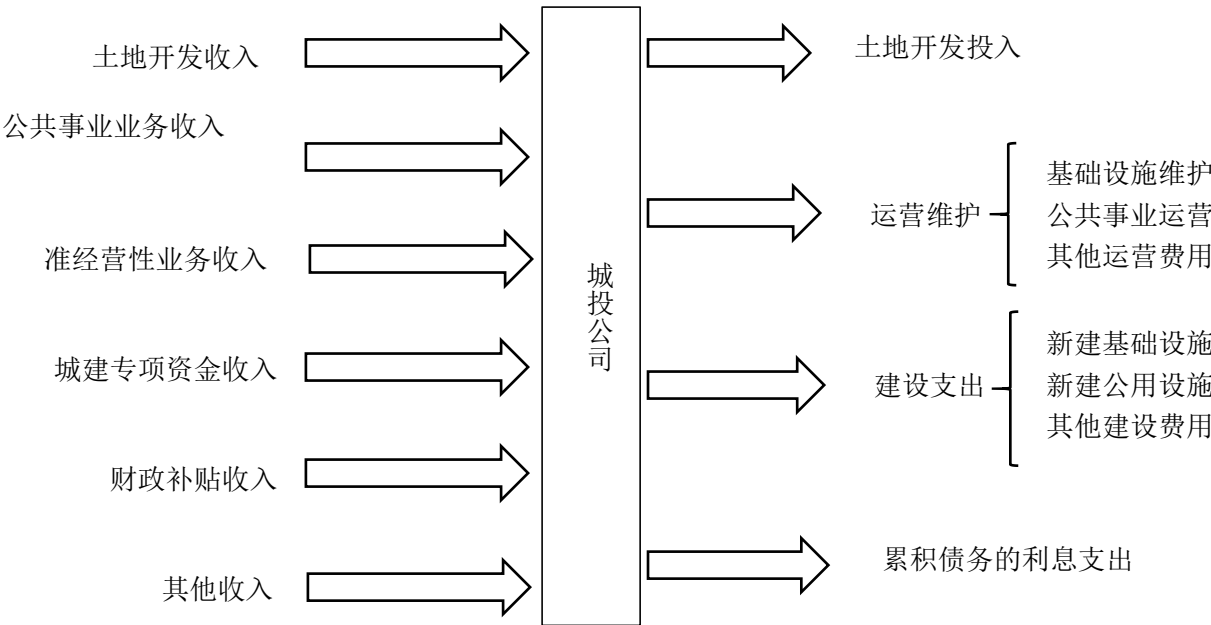 土地开发收入
公共事业业务收入
准经营性业务收入
城建专项资金收入
财政补贴收入
其他收入
城投公司
土地开发投入
运营维护
基础设施维护
公共事业运营
其他运营费用
建设支出
新建基础设施
新建公用设施
其他建设费用
累积债务的利息支出